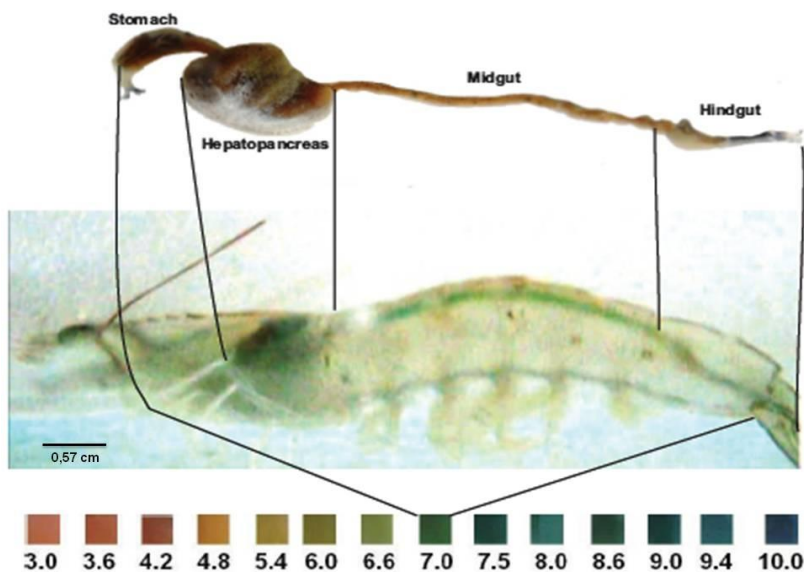 Stomach
Midgut
Hindgut
Hepatopancreas
0,57 cm
3.0 3.6 4.2 4.8 5.4 6.0 6.6 7.0 7.5 8.0 8.6 9.0 9.4 10.0